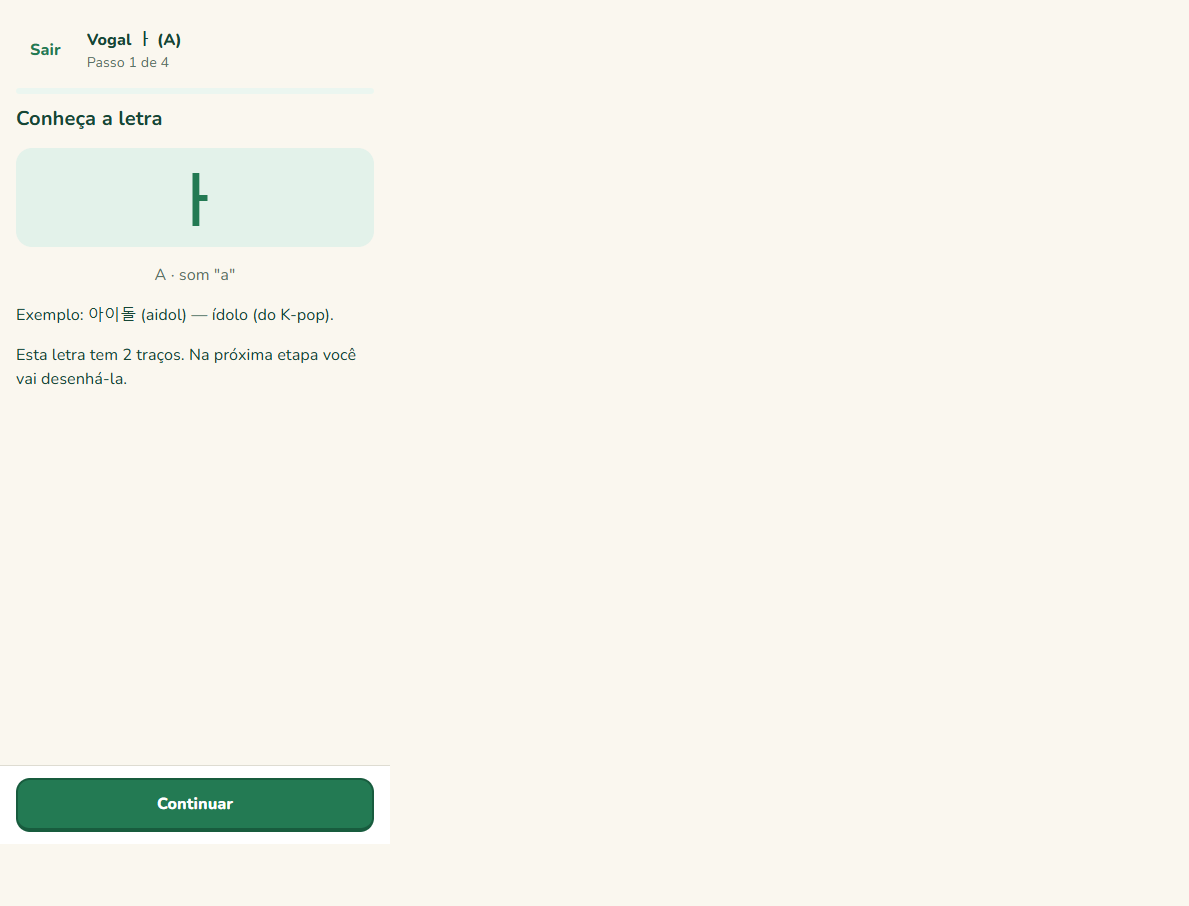 Sair
Vogal ㅏ (A)
Passo 1 de 4
Conheça a letra
ㅏ
A · som "a"
Exemplo: 아이돌 (aidol) — ídolo (do K-pop).
Esta letra tem 2 traços. Na próxima etapa você
vai desenhá-la.
Continuar